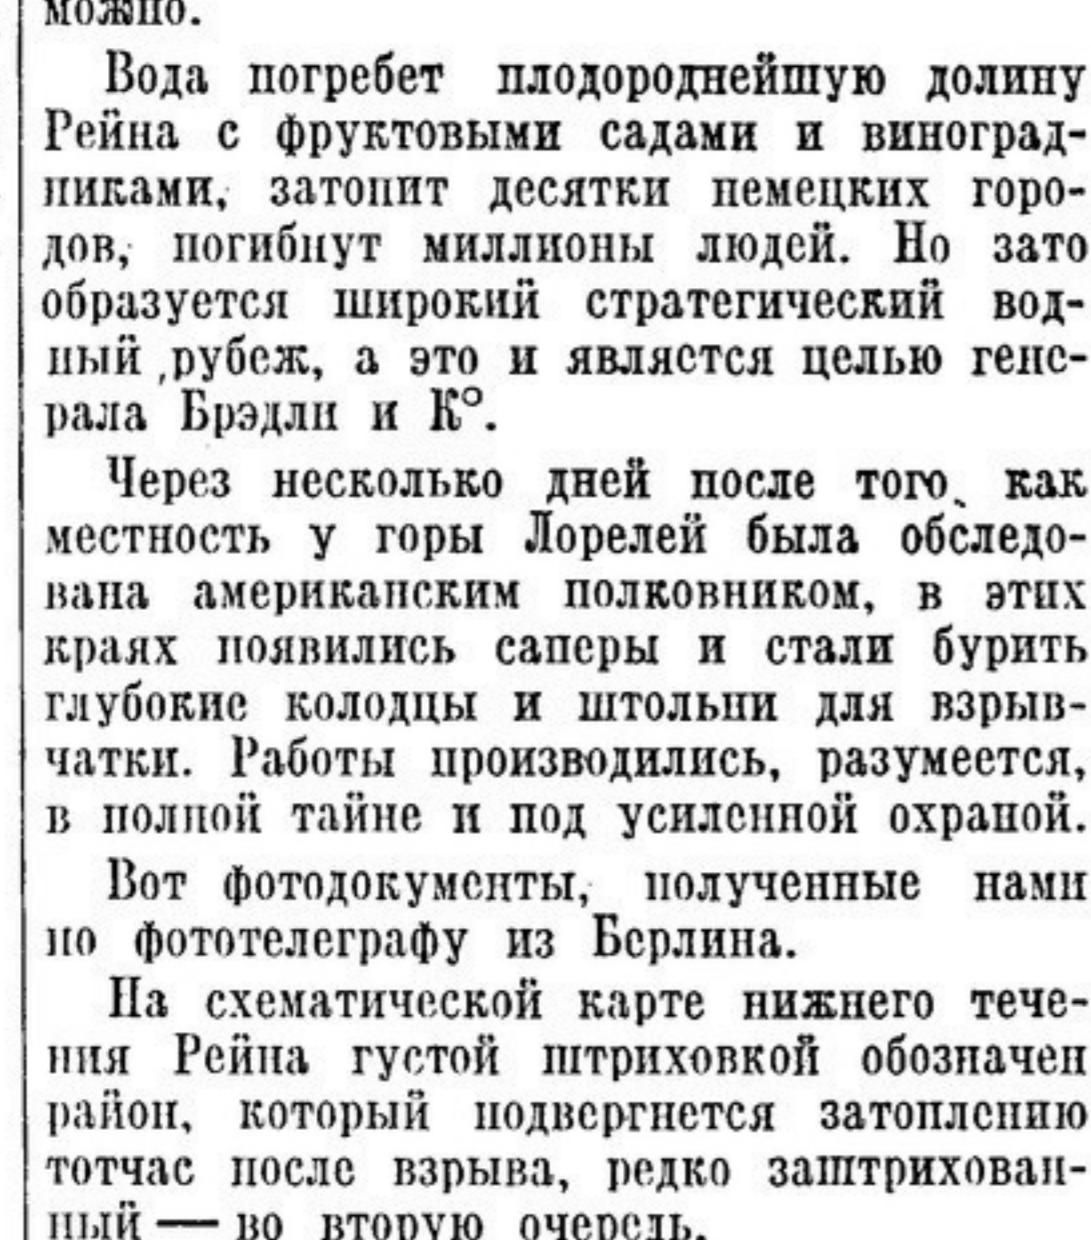 можно.
Вода погребет плодороднейшую долину
Рейна с фруктовыми садами и виноград-
никами, затопит десятки немецких горо-
дов, погибнут миллионы людей. Но зато
образуется широкий стратегический вод-
ный рубеж, а это и является целью гене-
рала Брэдли и К°.
Через несколько дней после того, как
местность у горы Лорелей была обследо-
вана американским полковником, в этих
краях появились саперы и стали бурить
глубокие колодцы и штольни для взрыв-
чатки. Работы производились, разумеется,
в полной тайне и под усиленной охраной.
Вот фотодокументы, полученные нами
по фототелеграфу из Берлина.
На схематической карте нижнего тече-
ния Рейна густой штриховкой обозначен
район, который подвергнется затоплению
тотчас после взрыва, редко заштрихован-
ный — во вторую очередь.